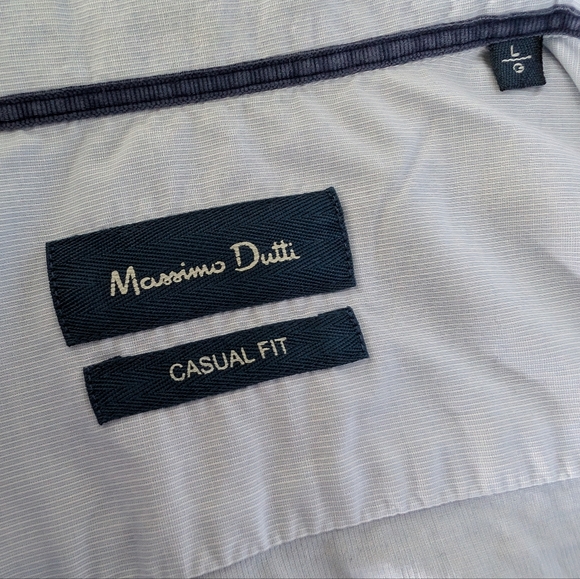 L
G
Massimo Dutti
CASUAL FIT